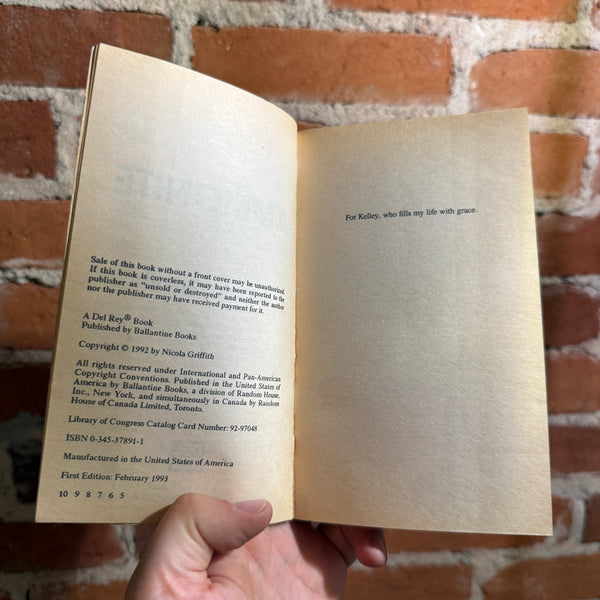 Sale of this book without a front cover may be unauthorized.
If this book is coverless, it may have been reported to the
publisher as "unsold or destroyed" and neither the author
nor the publisher may have received payment for it.
A Del Rey® Book
Published by Ballantine Books
Copyright © 1992 by Nicola Griffith
All rights reserved under International and Pan-American
Copyright Conventions. Published in the United States of
America by Ballantine Books, a division of Random House,
Inc., New York, and simultaneously in Canada by Random
House of Canada Limited, Toronto.
Library of Congress Catalog Card Number: 92-97048
ISBN 0-345-37891-1
Manufactured in the United States of America
First Edition: February 1993
10 9 8 7 6 5
For Kelley, who fills my life with grace.